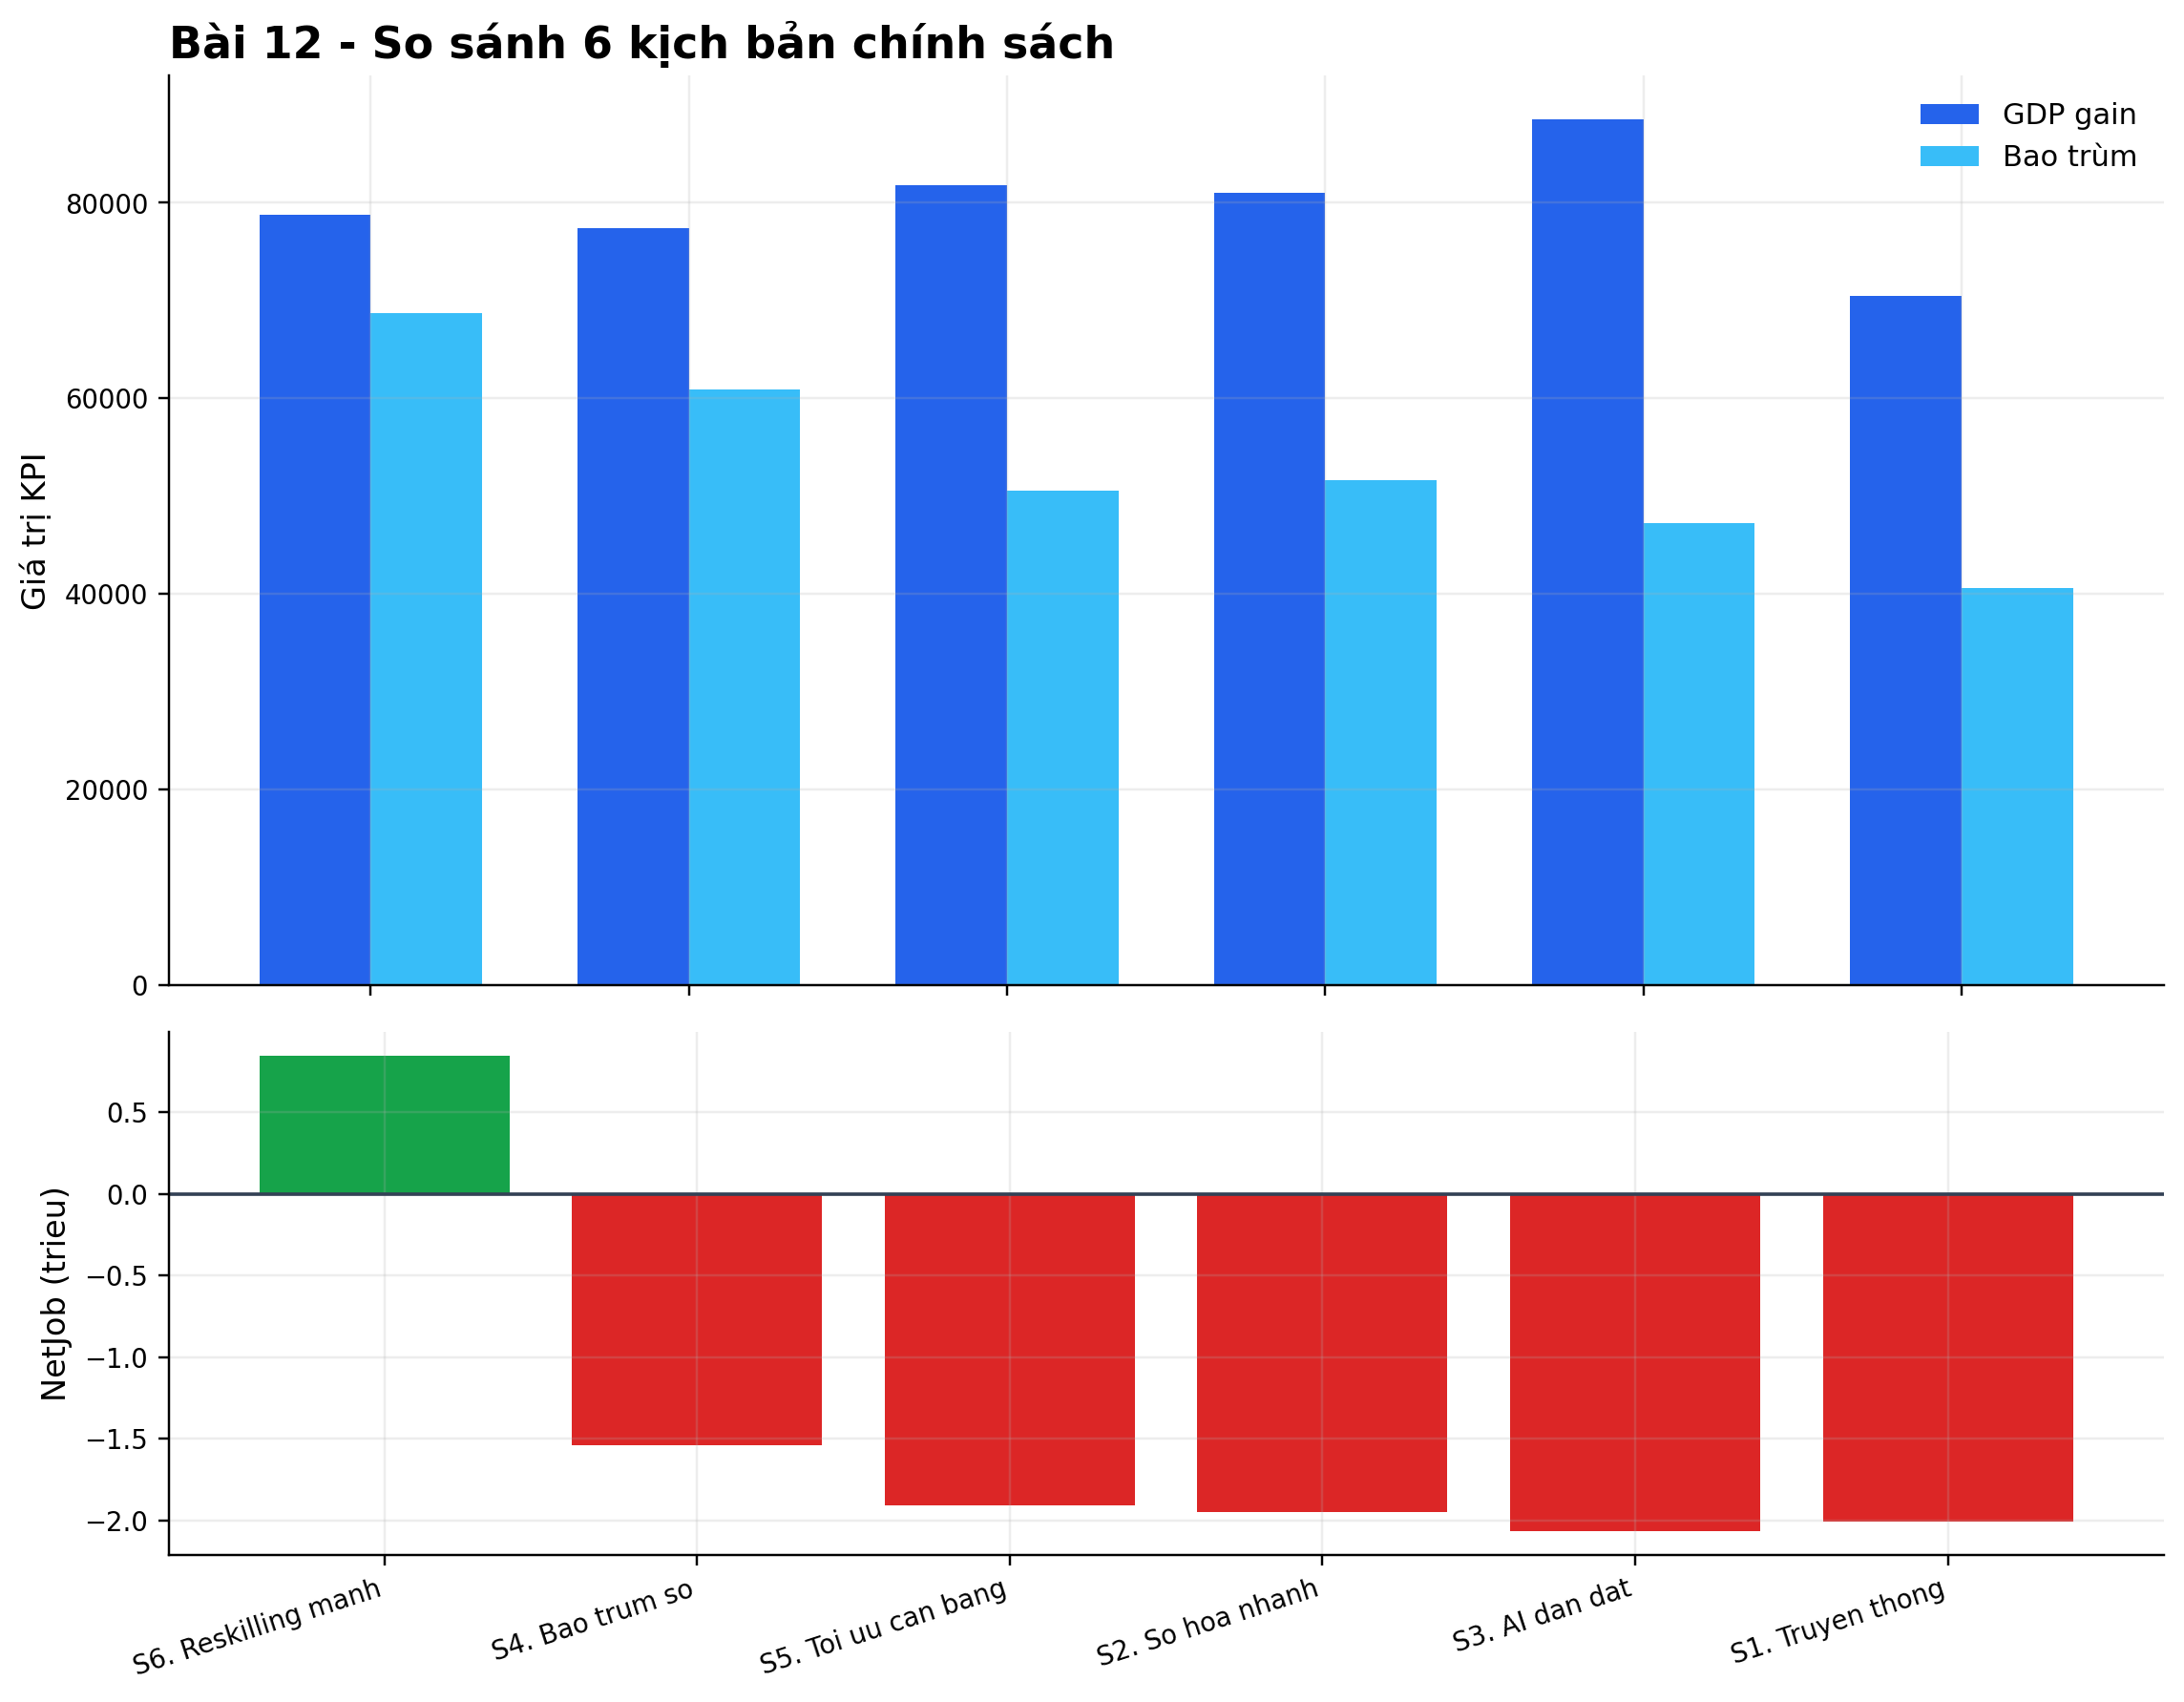 Bài 12 - So sánh 6 kịch bản chính sách
GDP gain
Bao trùm
Giá trị KPI
80000
60000
40000
20000
0
NetJob (trieu)
0.5
0.0
−0.5
−1.0
−1.5
−2.0
S6. Reskilling manh
S4. Bao trum so
S5. Toi uu can bang
S2. So hoa nhanh
S3. AI dan dat
S1. Truyen thong